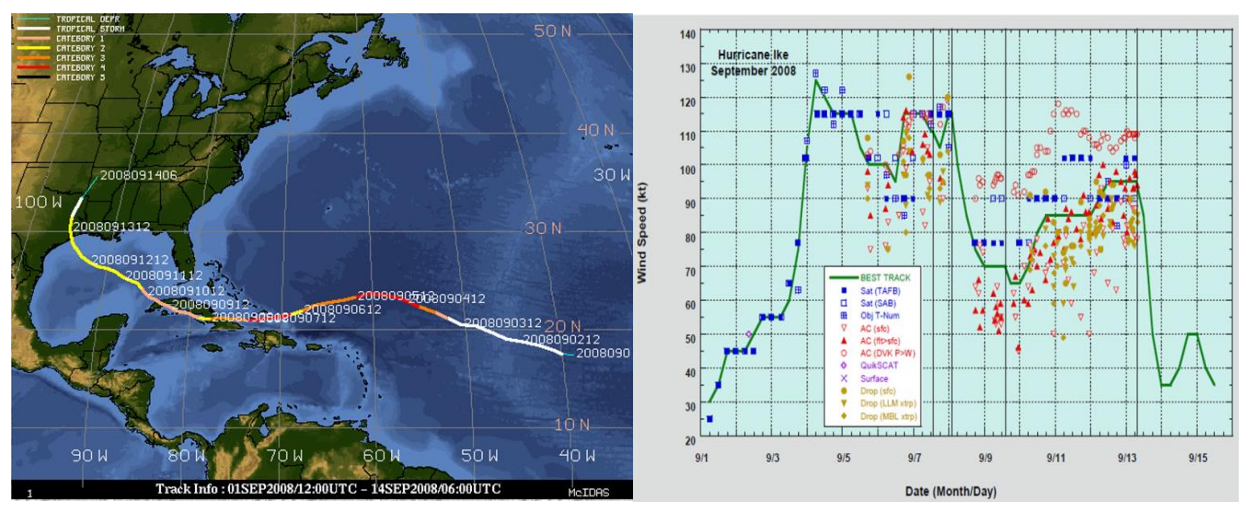 TROPICAL DEPR
TROPICAL STORM
CATEGORY 1
CATEGORY 2
CATEGORY 3
CATEGORY 4
CATEGORY 5
50 N
40 N
30 W
100 W
2008091406
30 N
2008091312
2008091212
2008091112
2008091012
2008090912
2008090712
2008090612
2008090512
2008090412
2008090312
20 N
2008090212
2008090
10 N
90 W
80 W
70 W
60 W
50 W
40 W
1
Track Info : 01SEP2008/12:00UTC – 14SEP2008/06:00UTC
McIDAS
Hurricane Ike
September 2008
Wind Speed (kt)
140
130
120
110
100
90
80
70
60
50
40
30
20
BEST TRACK
Sat (TAFB)
Sat (SAB)
Obj T-Num
AC (sfc)
AC (flt>sfc)
AC (DVK P>W)
QuikSCAT
Surface
Drop (sfc)
Drop (LLM xtrp)
Drop (MBL xtrp)
9/1
9/3
9/5
9/7
9/9
9/11
9/13
9/15
Date (Month/Day)